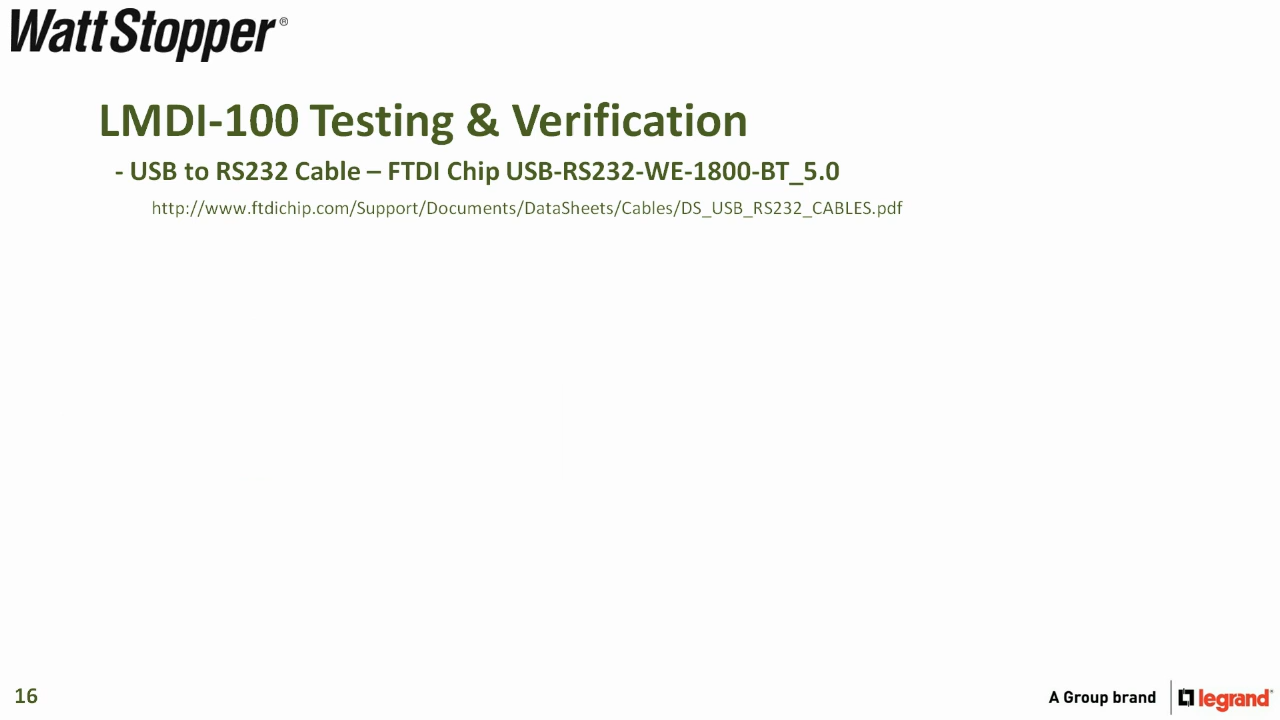 WattStopper®
LMDI-100 Testing & Verification
- USB to RS232 Cable – FTDI Chip USB-RS232-WE-1800-BT_5.0
http://www.ftdichip.com/Support/Documents/DataSheets/Cables/DS_USB_RS232_CABLES.pdf
16
A Group brand legrand®